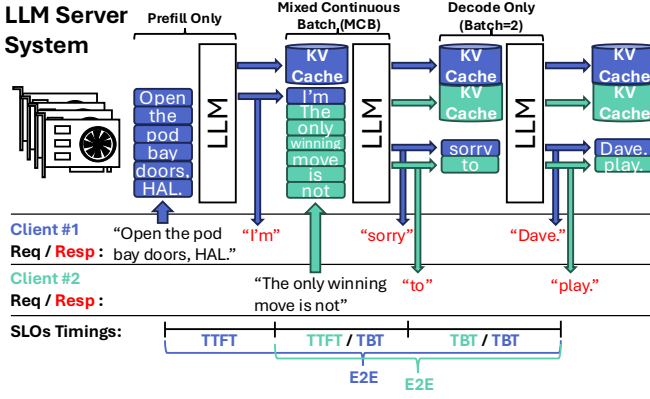 LLM Server
System
Prefill Only
Mixed Continuous
Batch (MCB)
Decode Only
(Batch=2)
Open
the
pod
bay
doors,
HAL.
LLM
KV
Cache
I'm
The
only
winning
move
is
not
LLM
KV
Cache
KV
Cache
sorry
to
LLM
KV
Cache
KV
Cache
Dave.
play.
Client #1
Req / Resp :
"Open the pod
bay doors, HAL."
"I'm"
"sorry"
"Dave."
Client #2
Req / Resp :
"The only winning
move is not"
"to"
"play."
SLOs Timings:
TTFT
TTFT / TBT
TBT / TBT
E2E
E2E